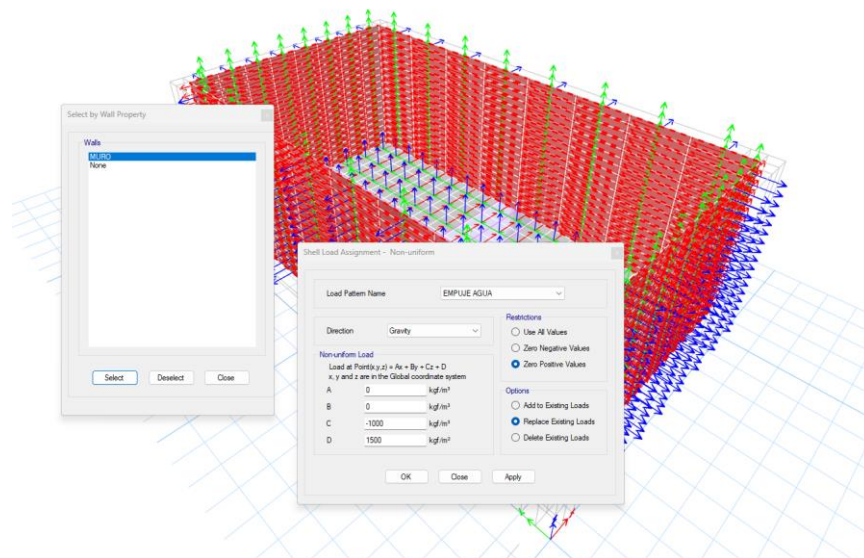 Select by Wall Property
Walls
MURO
None
Select
Deselect
Close
Shell Load Assignment - Non-uniform
Load Pattern Name
EMPUJE AGUA
Direction
Gravity
Non-uniform Load
Load at Point(x,y,z) = Ax + By + Cz + D
x, y and z are in the Global coordinate system
A 0 kgf/m³
B 0 kgf/m³
C -1000 kgf/m³
D 1500 kgf/m²
Restrictions
Use All Values
Zero Negative Values
Zero Positive Values
Options
Add to Existing Loads
Replace Existing Loads
Delete Existing Loads
OK
Close
Apply